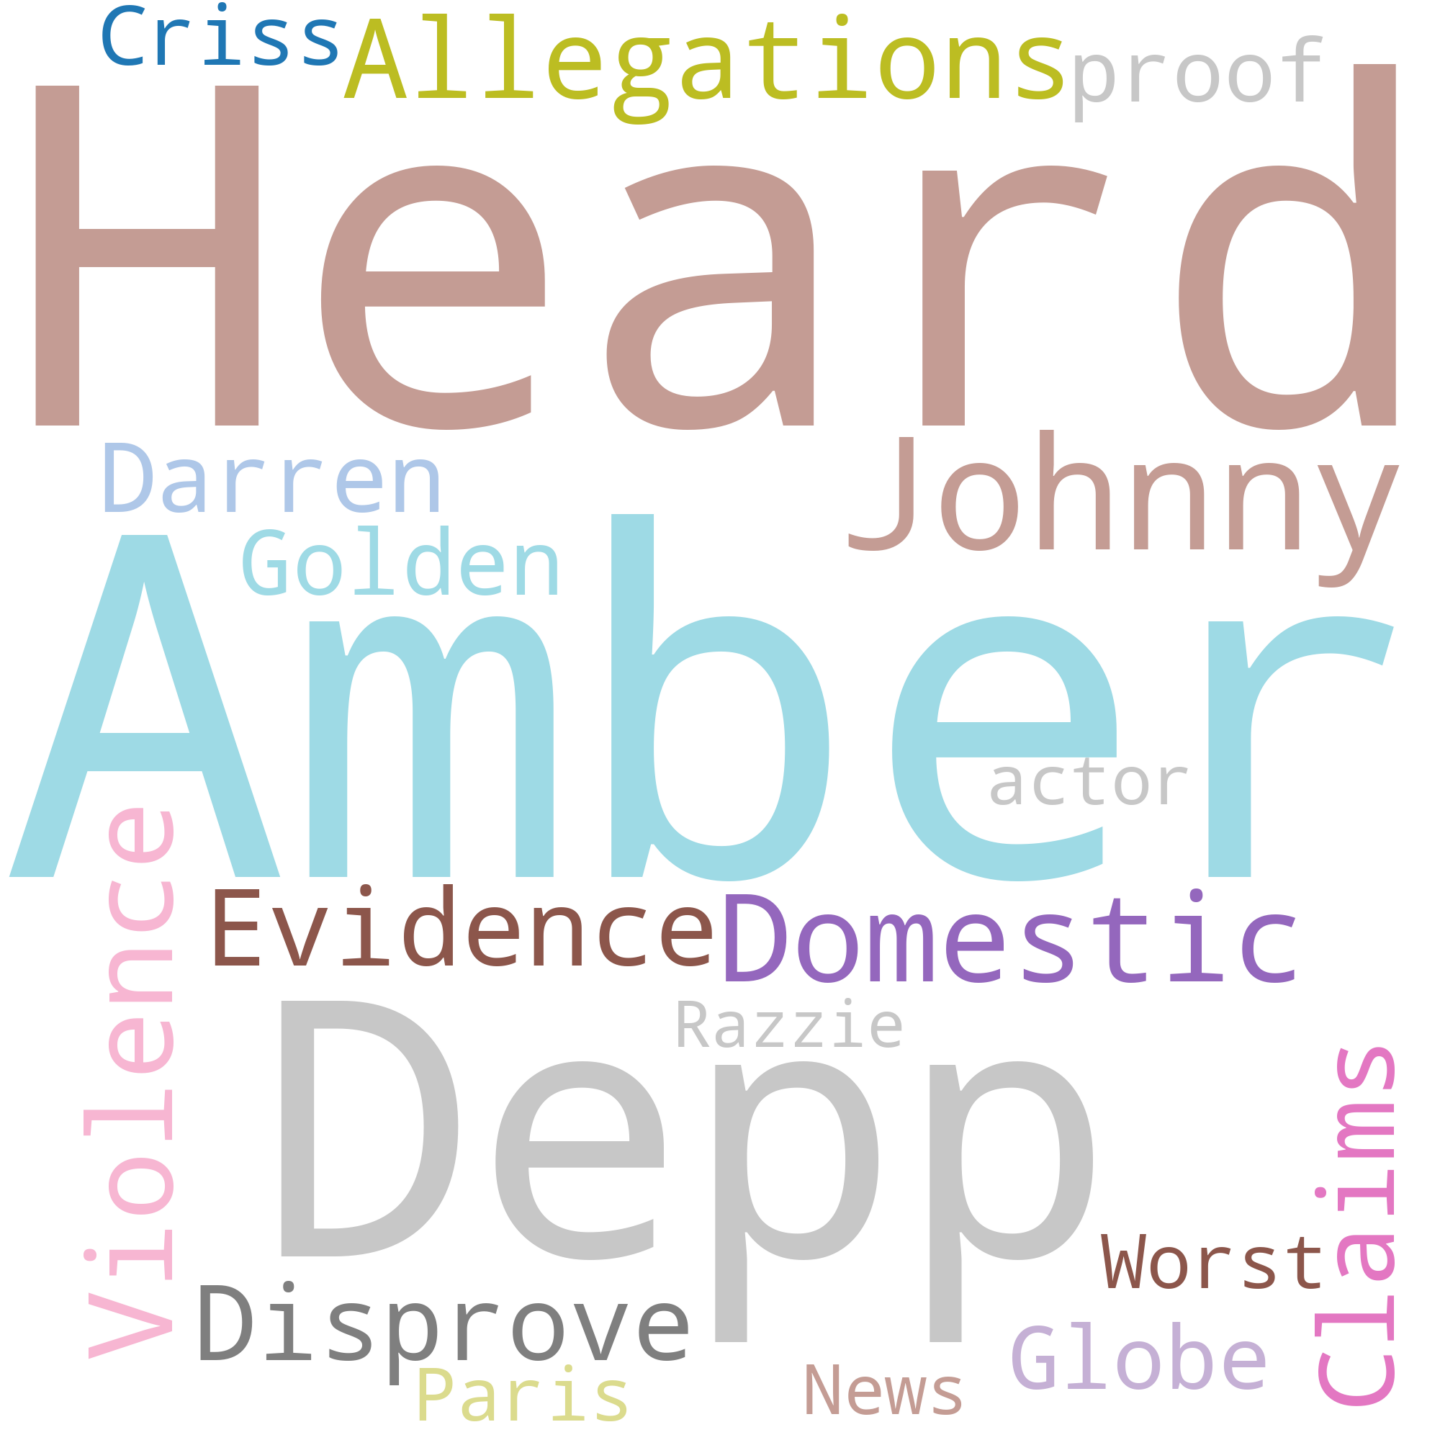 Criss
Allegations
proof
Heard
Darren
Johnny
Golden
Amber
actor
Violence
Evidence
Domestic
Razzie
Depp
Claims
Worst
Disprove
Globe
Paris
News